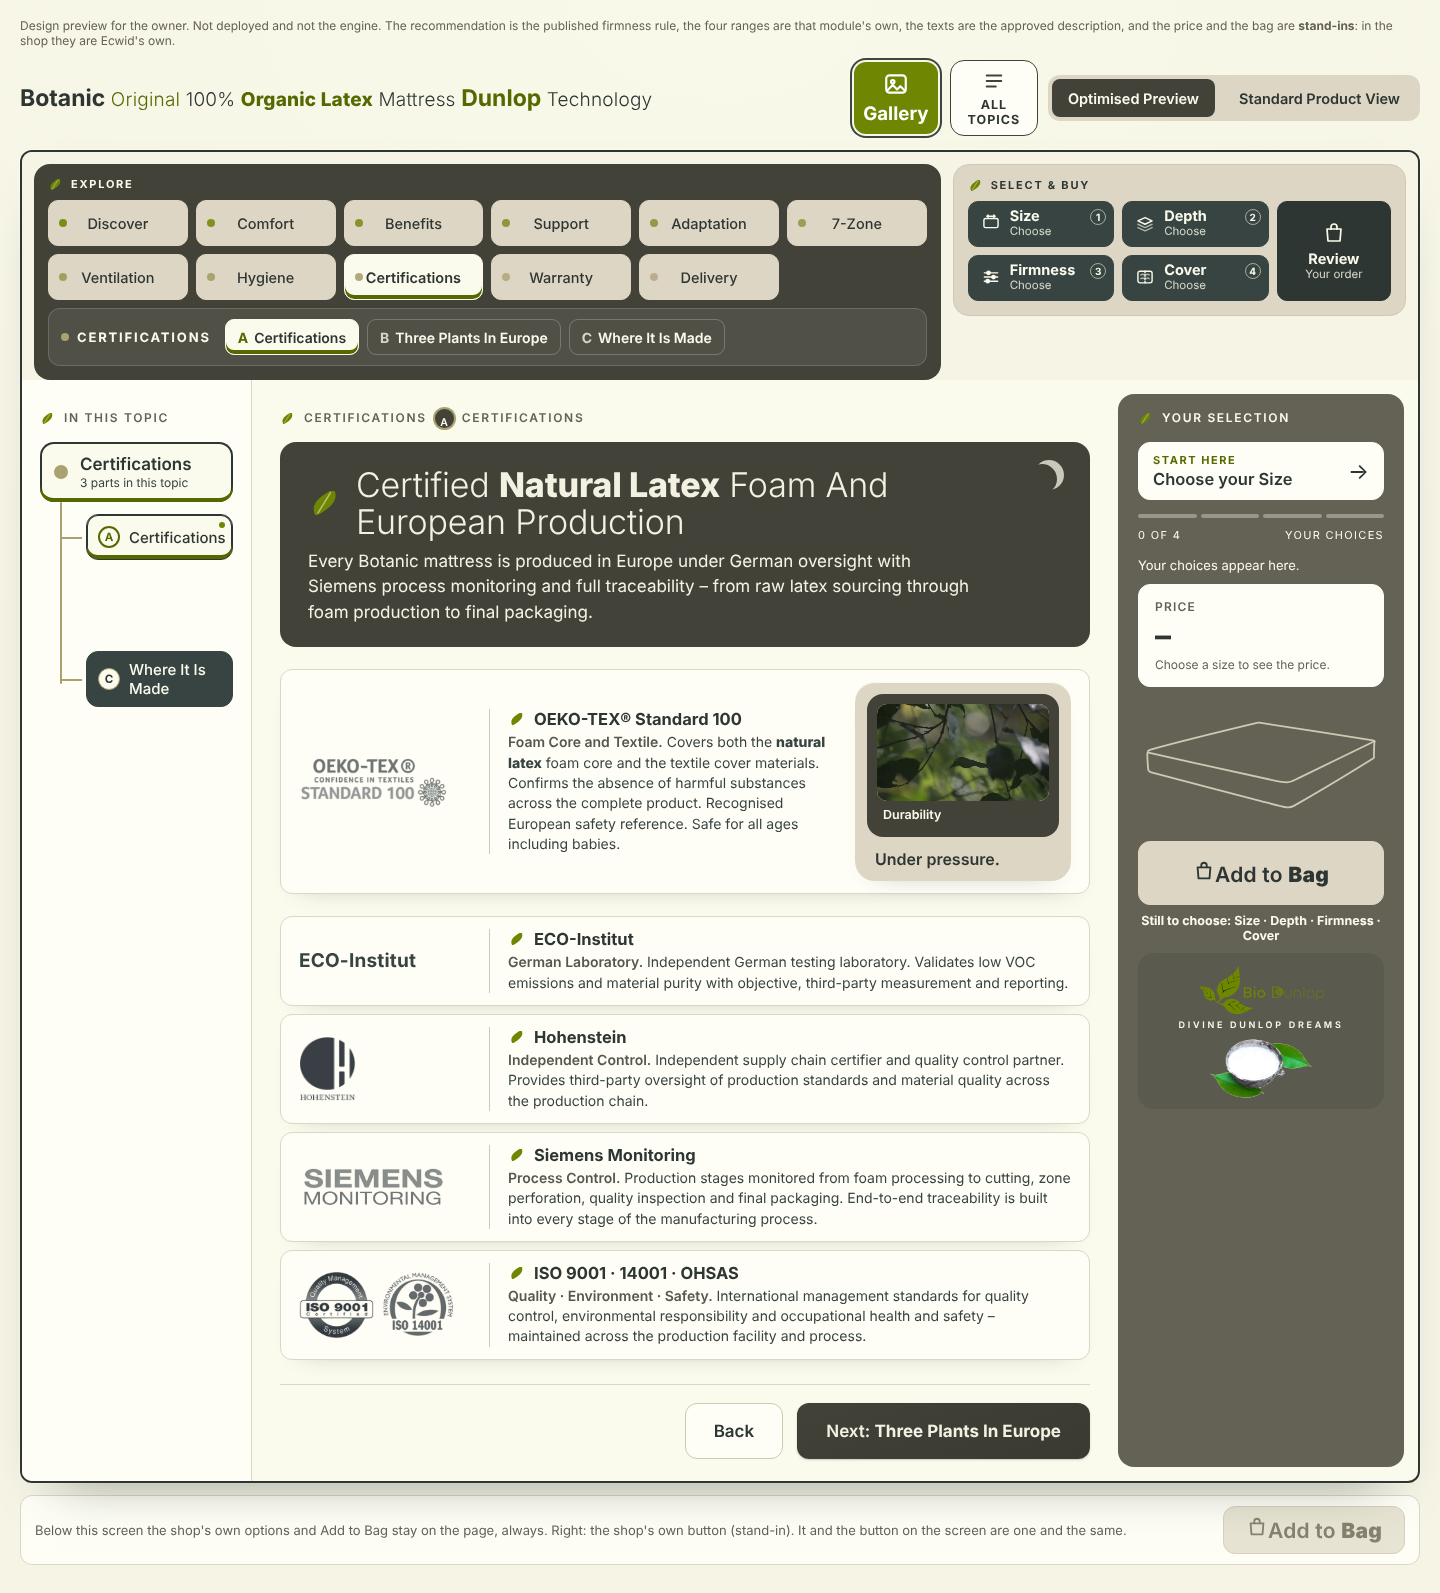 Design preview for the owner. Not deployed and not the engine. The recommendation is the published firmness rule, the four ranges are that module's own, the texts are the approved description, and the price and the bag are stand-ins: in the
shop they are Ecwid's own.
Botanic Original 100% Organic Latex Mattress Dunlop Technology
Gallery
ALL
TOPICS
Optimised Preview
Standard Product View
EXPLORE
Discover
Comfort
Benefits
Support
Adaptation
7-Zone
Ventilation
Hygiene
Certifications
Warranty
Delivery
CERTIFICATIONS
A Certifications
B Three Plants In Europe
C Where It Is Made
SELECT & BUY
Size
Choose
1
Depth
Choose
2
Firmness
Choose
3
Cover
Choose
4
Review
Your order
IN THIS TOPIC
Certifications
3 parts in this topic
A Certifications
C Where It Is
Made
CERTIFICATIONS A CERTIFICATIONS
Certified Natural Latex Foam And
European Production
Every Botanic mattress is produced in Europe under German oversight with
Siemens process monitoring and full traceability – from raw latex sourcing through
foam production to final packaging.
OEKO-TEX®
CONFIDENCE IN TEXTILES
STANDARD 100
OEKO-TEX® Standard 100
Foam Core and Textile. Covers both the natural
latex foam core and the textile cover materials.
Confirms the absence of harmful substances
across the complete product. Recognised
European safety reference. Safe for all ages
including babies.
Durability
Under pressure.
ECO-Institut
ECO-Institut
German Laboratory. Independent German testing laboratory. Validates low VOC
emissions and material purity with objective, third-party measurement and reporting.
HOHENSTEIN
Hohenstein
Independent Control. Independent supply chain certifier and quality control partner.
Provides third-party oversight of production standards and material quality across
the production chain.
SIEMENS
MONITORING
Siemens Monitoring
Process Control. Production stages monitored from foam processing to cutting, zone
perforation, quality inspection and final packaging. End-to-end traceability is built
into every stage of the manufacturing process.
Quality Management
ISO 9001
Certified
System
ENVIRONMENTAL MANAGEMENT SYSTEM
ISO 14001
ISO 9001 · 14001 · OHSAS
Quality · Environment · Safety. International management standards for quality
control, environmental responsibility and occupational health and safety –
maintained across the production facility and process.
Back
Next: Three Plants In Europe
YOUR SELECTION
START HERE
Choose your Size
0 OF 4
YOUR CHOICES
Your choices appear here.
PRICE
–
Choose a size to see the price.
Add to Bag
Still to choose: Size · Depth · Firmness ·
Cover
Bio Dunlop
DIVINE DUNLOP DREAMS
Below this screen the shop's own options and Add to Bag stay on the page, always. Right: the shop's own button (stand-in). It and the button on the screen are one and the same.
Add to Bag